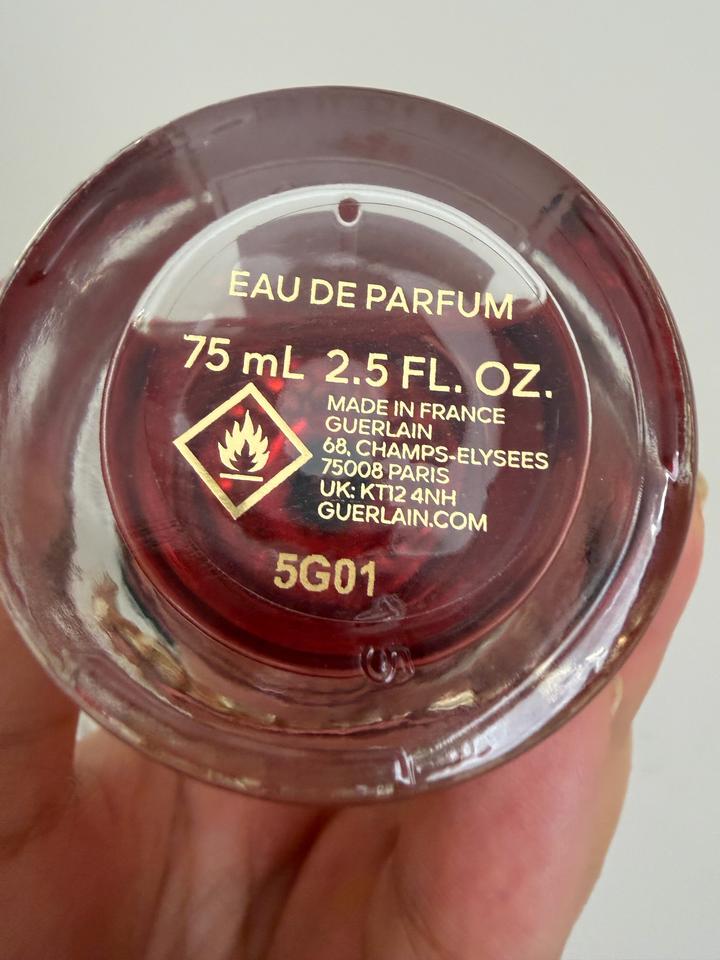 EAU DE PARFUM
75 mL 2.5 FL. OZ.
MADE IN FRANCE
GUERLAIN
68, CHAMPS-ELYSEES
75008 PARIS
UK: KT12 4NH
GUERLAIN.COM
5G01